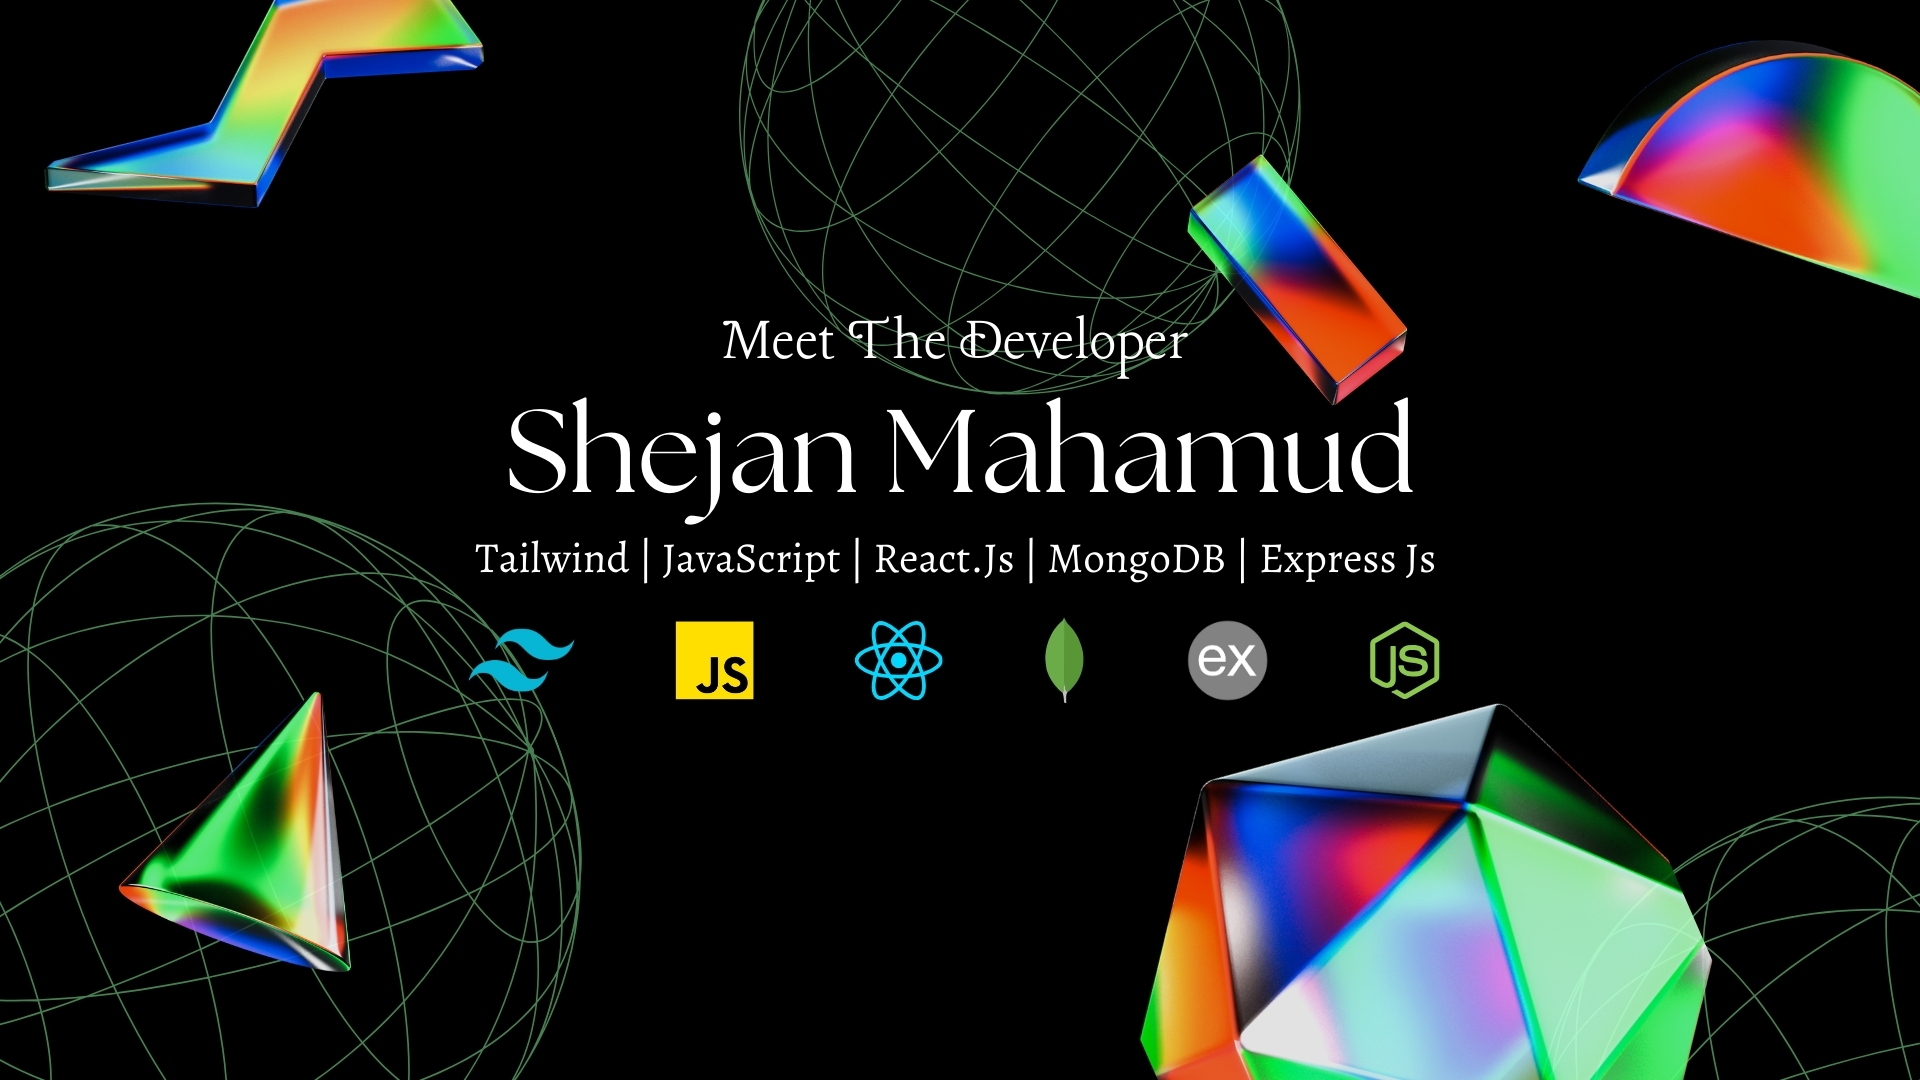 Meet The Developer
Shejan Mahamud
Tailwind | JavaScript | React.Js | MongoDB | Express Js
JS ex JS